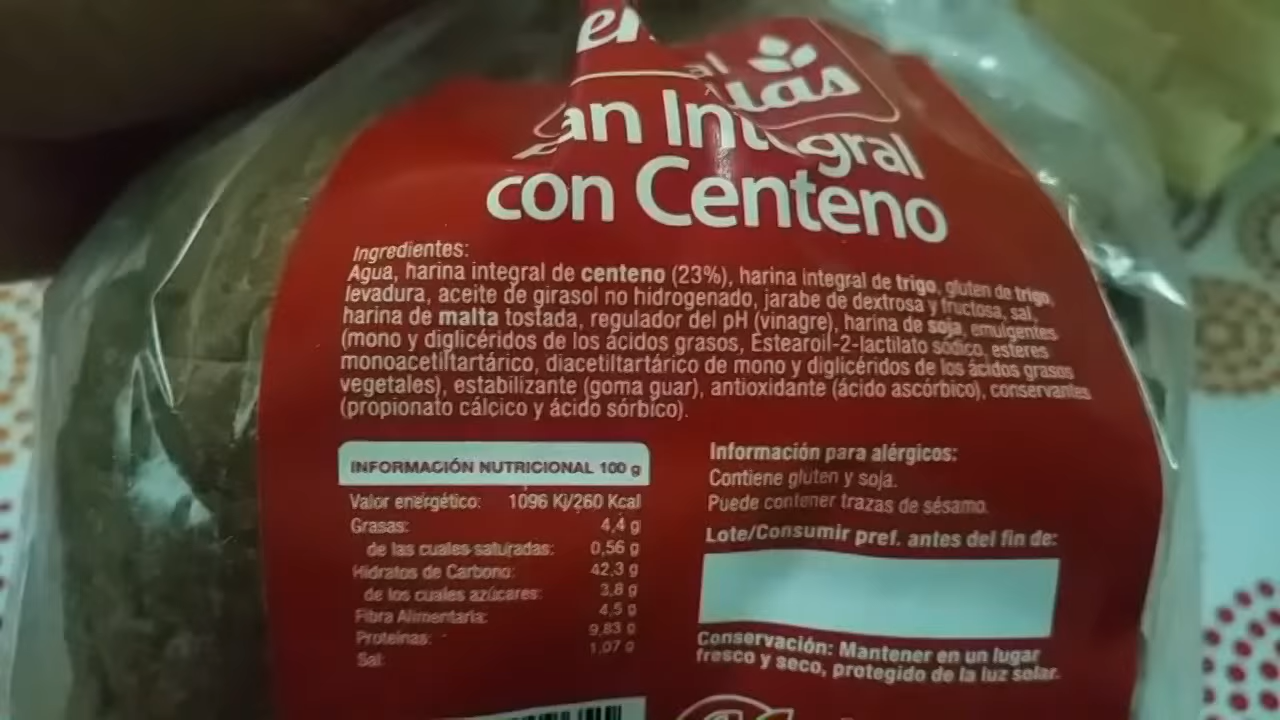 con Centeno
Ingredientes:
Agua, harina integral de centeno (23%), harina integral de trigo, gluten de trigo,
levadura, aceite de girasol no hidrogenado, jarabe de dextrosa y fructosa, sal,
harina de malta tostada, regulador del pH (vinagre), harina de soja, emulgentes
(mono y diglicéridos de los ácidos grasos, Estearoil-2-lactilato sódico, esteres
monoacetiltartárico, diacetiltartárico de mono y diglicéridos de los ácidos grasos
vegetales), estabilizante (goma guar), antioxidante (ácido ascórbico), conservantes
(propionato cálcico y ácido sórbico).
INFORMACIÓN NUTRICIONAL 100 g
Valor energético: 1096 Kj/260 Kcal
Grasas: 4,4 g
de las cuales saturadas: 0,56 g
Hidratos de Carbono: 42,3 g
de los cuales azúcares: 3,8 g
Fibra Alimentaria: 4,5 g
Proteínas: 9,83 g
Sal: 1,07 g
Información para alérgicos:
Contiene gluten y soja.
Puede contener trazas de sésamo.
Lote/Consumir pref. antes del fin de:
Conservación: Mantener en un lugar
fresco y seco, protegido de la luz solar.